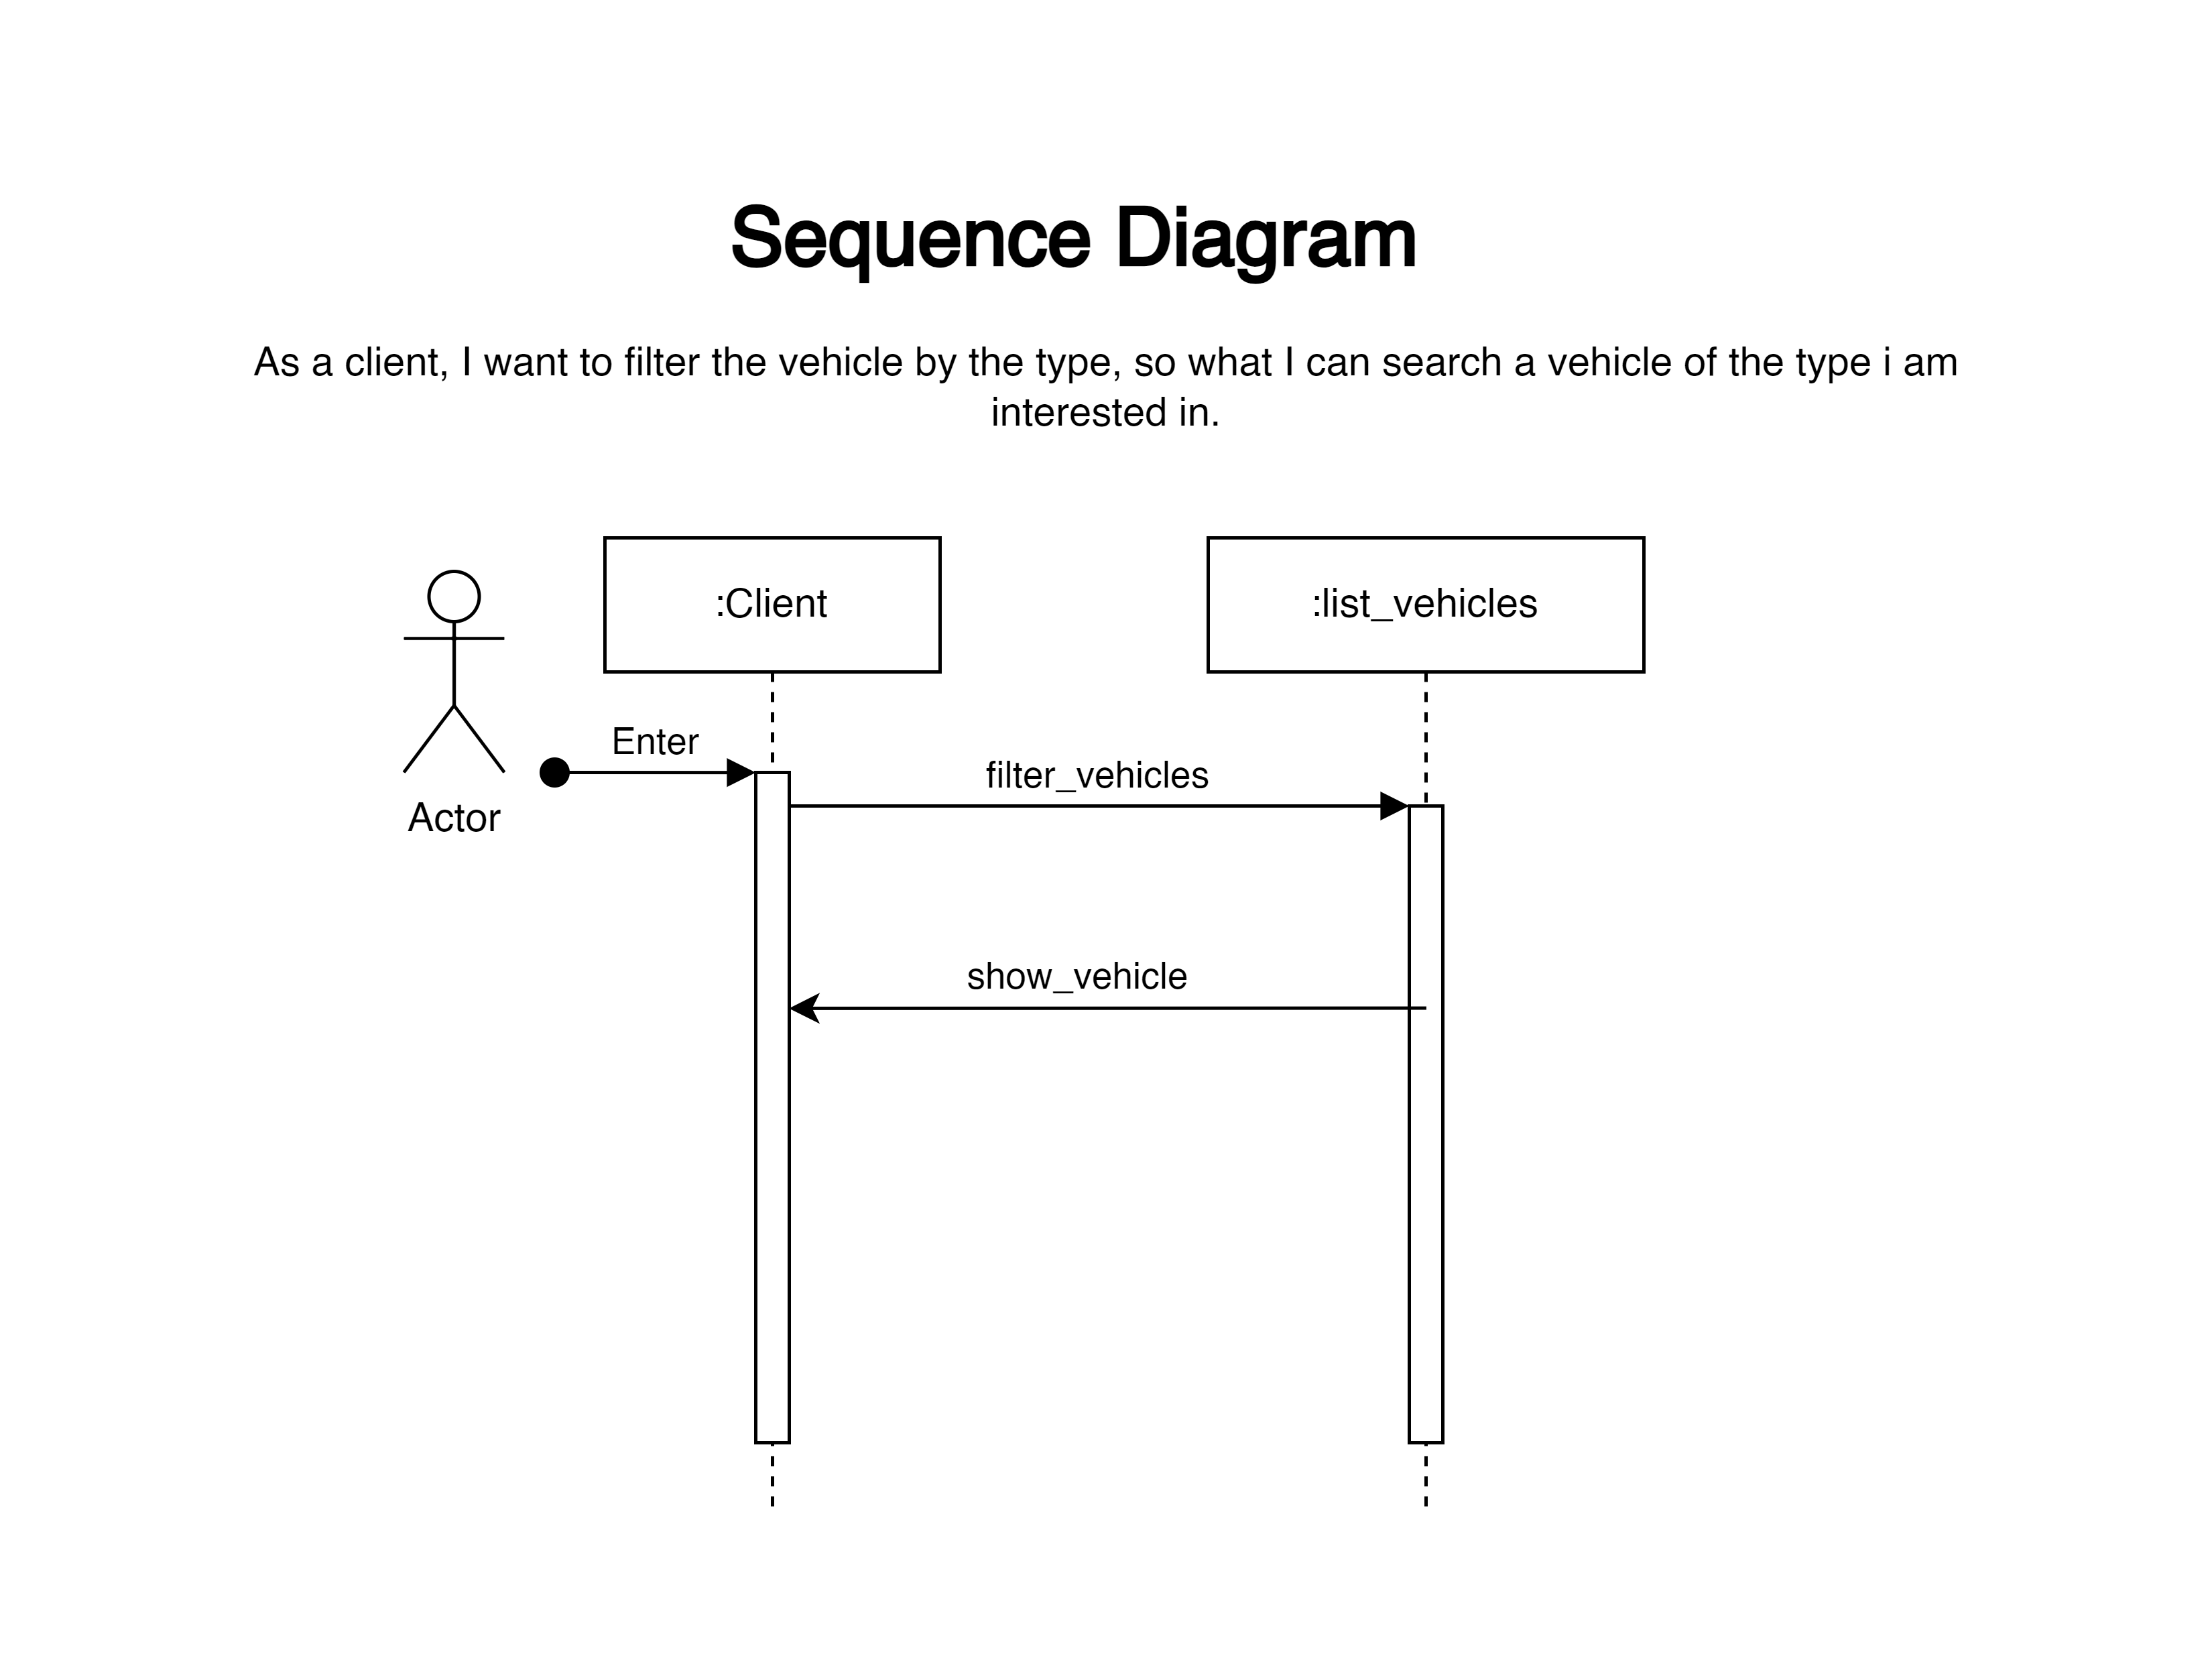 Sequence Diagram
As a client, I want to filter the vehicle by the type, so what I can search a vehicle of the type i am
interested in.
:Client
:list_vehicles
Enter
filter_vehicles
Actor
show_vehicle